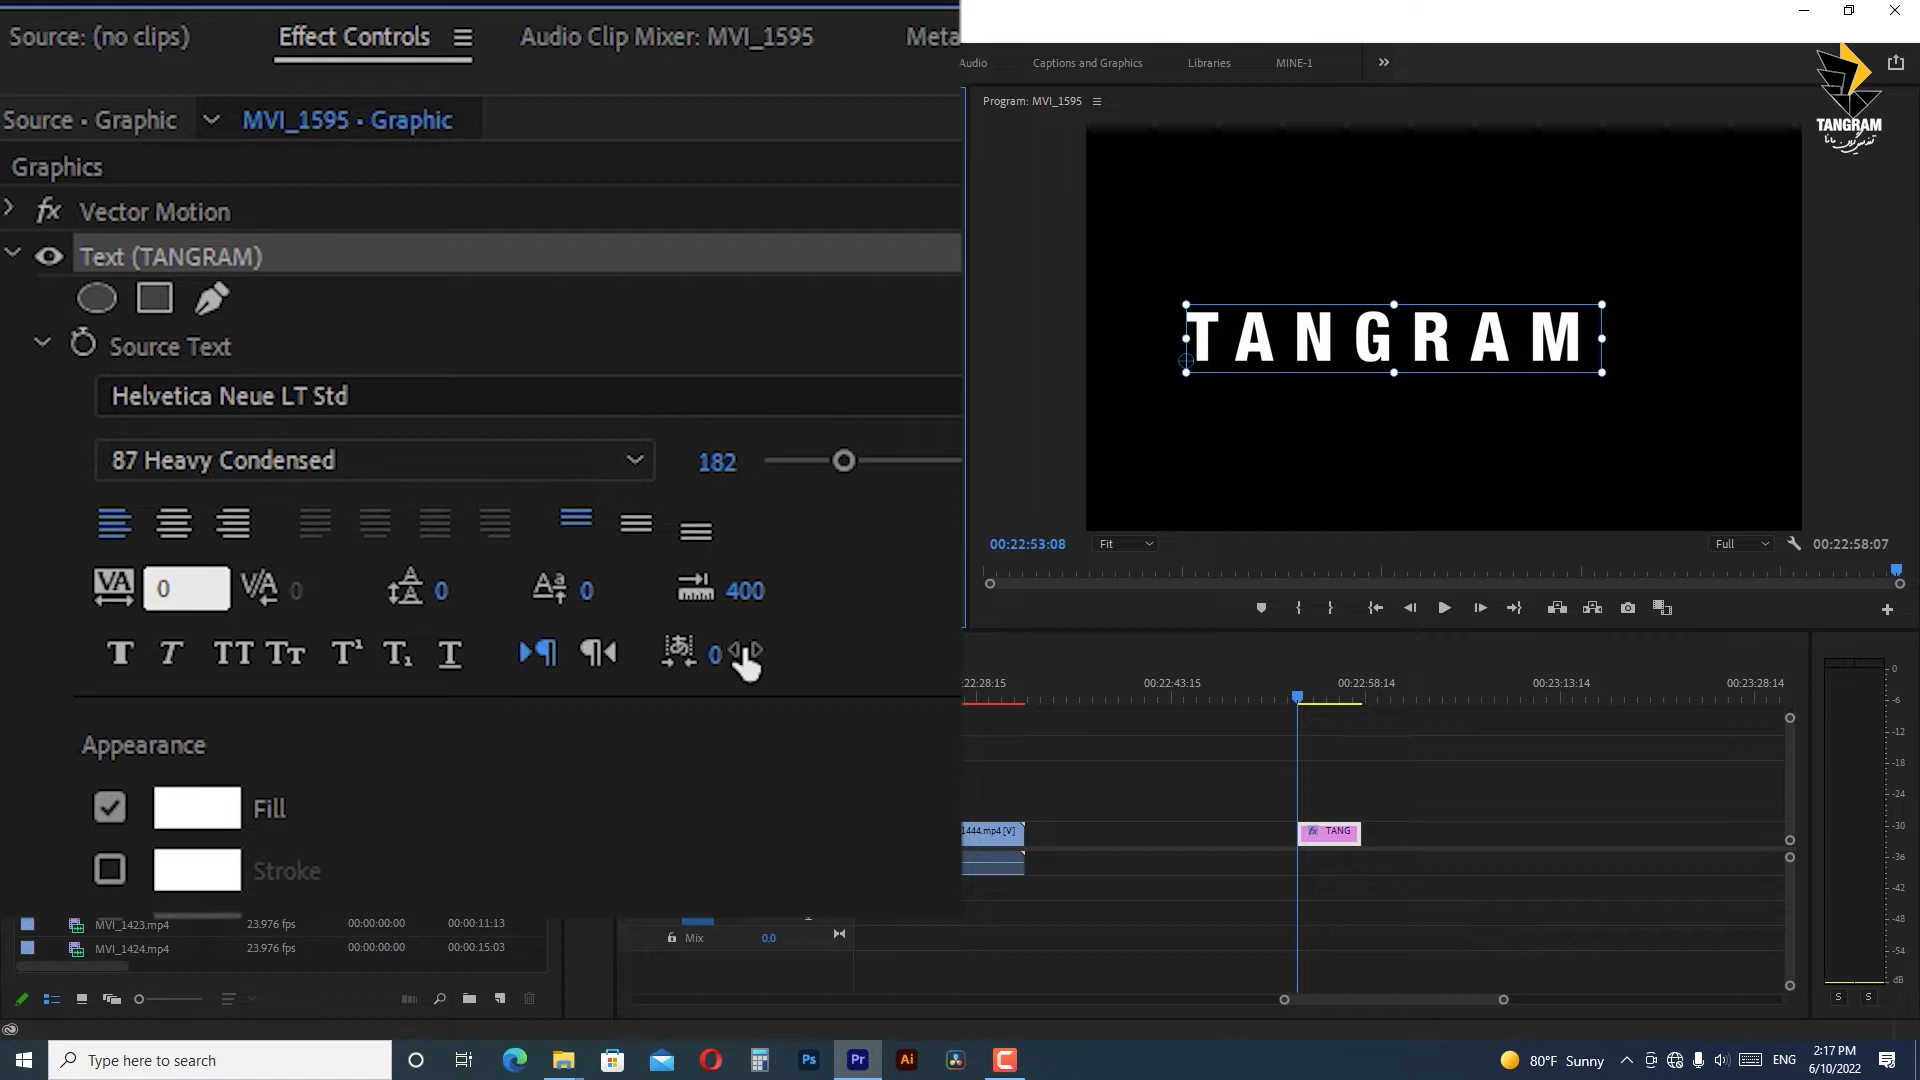 Source: (no clips)
Effect Controls
Audio Clip Mixer: MVI_1595
Meta
Audio
Captions and Graphics
Libraries
MINE-1
TANGRAM
Source • Graphic
MVI_1595 • Graphic
Program: MVI_1595
Graphics
fx Vector Motion
Text (TANGRAM)
Source Text
Helvetica Neue LT Std
87 Heavy Condensed
182
0
0
0
0
400
0
TANGRAM
00:22:53:08
Fit
Full
00:22:58:07
Appearance
Fill
Stroke
:22:28:15
00:22:43:15
00:22:58:14
00:23:13:14
00:23:28:14
1444.mp4 [V]
fx TANG
0
-6
-12
-18
-24
-30
-36
-42
-48
-54
dB
S S
MVI_1423.mp4 23.976 fps 00:00:00:00 00:00:11:13
MVI_1424.mp4 23.976 fps 00:00:00:00 00:00:15:03
Mix 0.0
Type here to search
Ps
Pr
Ai
80°F Sunny
ENG
2:17 PM
6/10/2022